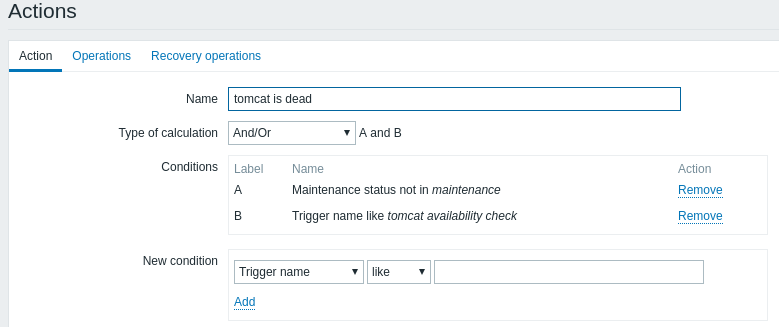 Actions
Action Operations Recovery operations
Name tomcat is dead
Type of calculation And/Or A and B
Conditions Label Name Action
A Maintenance status not in maintenance Remove
B Trigger name like tomcat availability check Remove
New condition
Trigger name like
Add